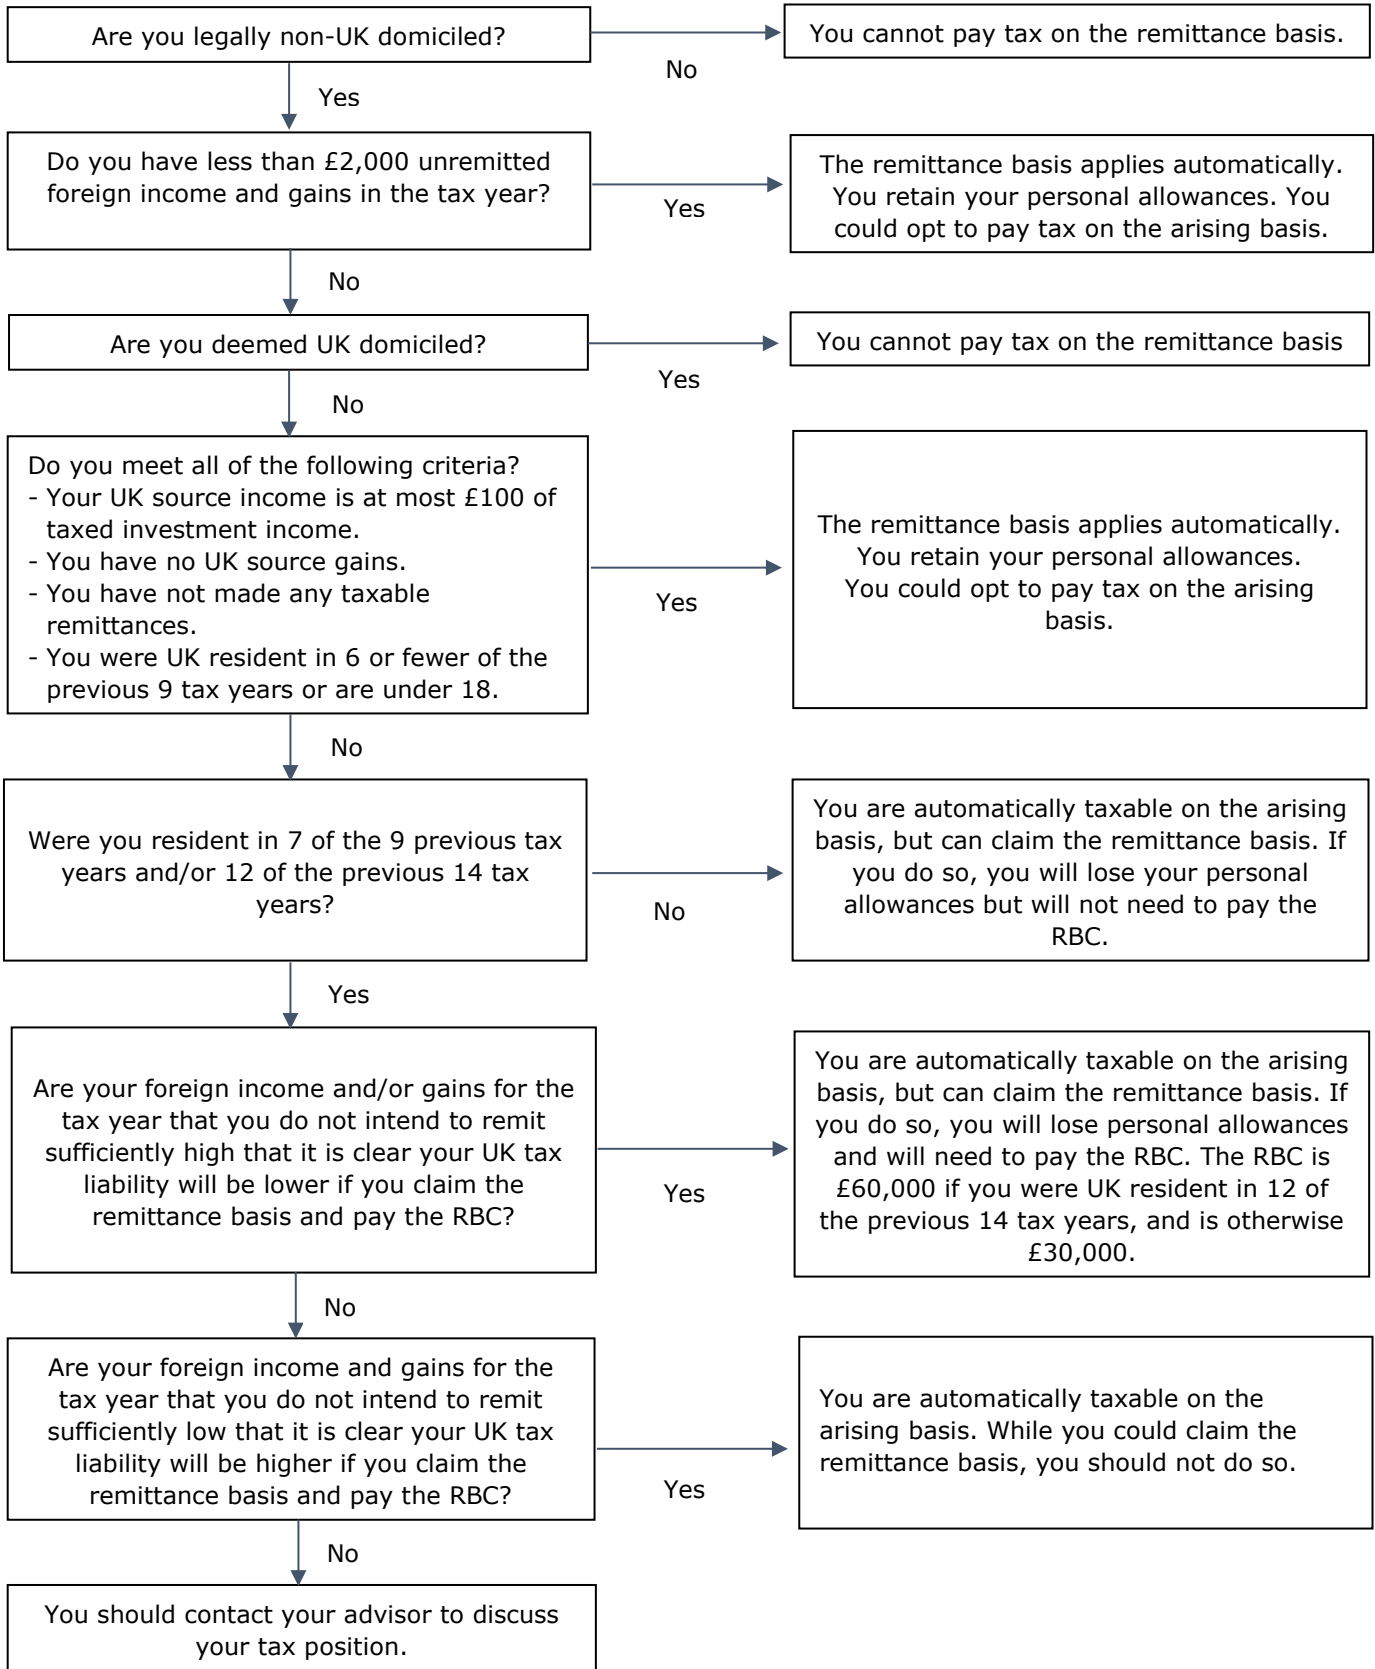 Are you legally non-UK domiciled?
You cannot pay tax on the remittance basis.
No
Yes
Do you have less than £2,000 unremitted
foreign income and gains in the tax year?
The remittance basis applies automatically.
You retain your personal allowances. You
could opt to pay tax on the arising basis.
Yes
No
Are you deemed UK domiciled?
You cannot pay tax on the remittance basis
Yes
No
Do you meet all of the following criteria?
- Your UK source income is at most £100 of
taxed investment income.
- You have no UK source gains.
- You have not made any taxable
remittances.
- You were UK resident in 6 or fewer of the
previous 9 tax years or are under 18.
The remittance basis applies automatically.
You retain your personal allowances.
You could opt to pay tax on the arising
basis.
Yes
No
Were you resident in 7 of the 9 previous tax
years and/or 12 of the previous 14 tax
years?
You are automatically taxable on the arising
basis, but can claim the remittance basis. If
you do so, you will lose your personal
allowances but will not need to pay the
RBC.
No
Yes
Are your foreign income and/or gains for the
tax year that you do not intend to remit
sufficiently high that it is clear your UK tax
liability will be lower if you claim the
remittance basis and pay the RBC?
You are automatically taxable on the arising
basis, but can claim the remittance basis. If
you do so, you will lose personal allowances
and will need to pay the RBC. The RBC is
£60,000 if you were UK resident in 12 of
the previous 14 tax years, and is otherwise
£30,000.
Yes
No
Are your foreign income and gains for the
tax year that you do not intend to remit
sufficiently low that it is clear your UK tax
liability will be higher if you claim the
remittance basis and pay the RBC?
You are automatically taxable on the
arising basis. While you could claim the
remittance basis, you should not do so.
Yes
No
You should contact your advisor to discuss
your tax position.